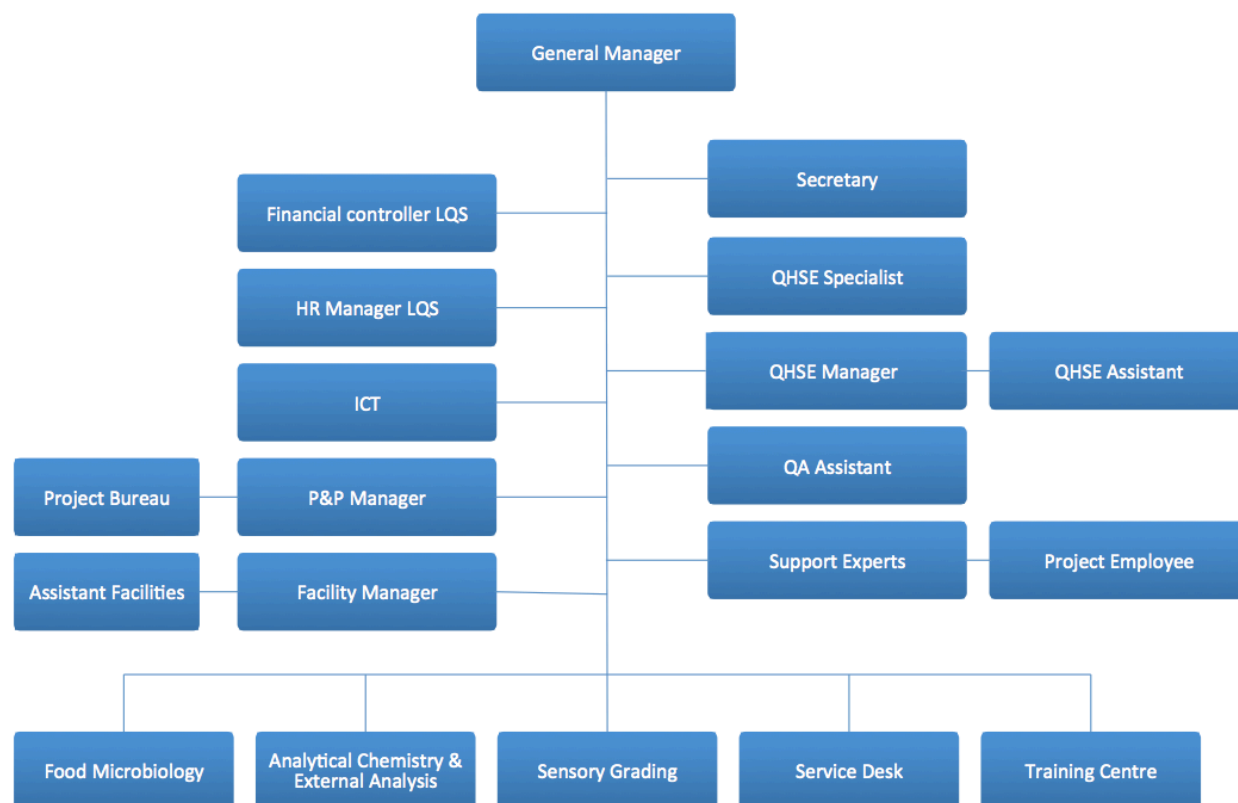 General Manager
Secretary
Financial controller LQS
QHSE Specialist
HR Manager LQS
QHSE Manager
QHSE Assistant
ICT
QA Assistant
Project Bureau
P&P Manager
Support Experts
Project Employee
Assistant Facilities
Facility Manager
Food Microbiology
Analytical Chemistry &
External Analysis
Sensory Grading
Service Desk
Training Centre